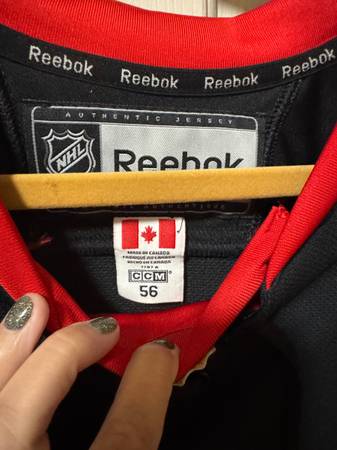 Reebok Reebok Reebok Reebok
AUTHENTIC JERSEY
NHL
Reebok
MADE IN CANADA
FABRIQUÉ AU CANADA
HECHO EN CANADA
CCM
56